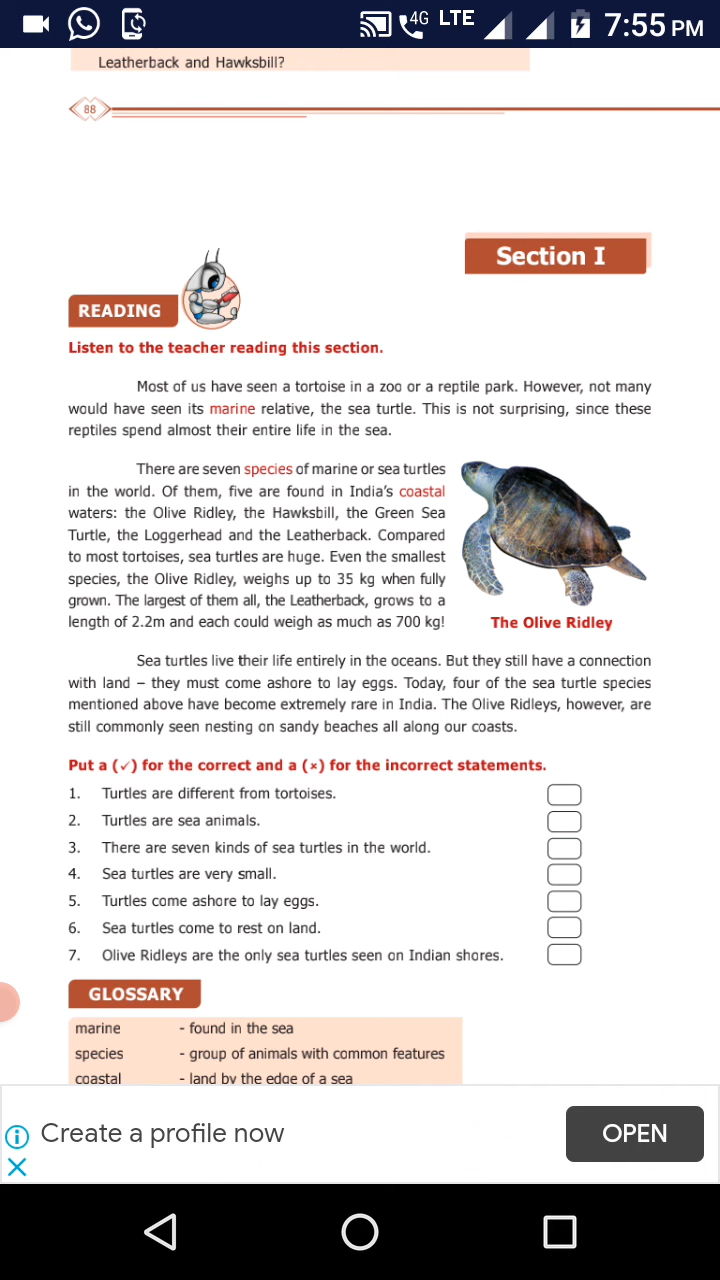 4G LTE 7:55 PM
Leatherback and Hawksbill?
88
Section I
READING
Listen to the teacher reading this section.
Most of us have seen a tortoise in a zoo or a reptile park. However, not many
would have seen its marine relative, the sea turtle. This is not surprising, since these
reptiles spend almost their entire life in the sea.
There are seven species of marine or sea turtles
in the world. Of them, five are found in India's coastal
waters: the Olive Ridley, the Hawksbill, the Green Sea
Turtle, the Loggerhead and the Leatherback. Compared
to most tortoises, sea turtles are huge. Even the smallest
species, the Olive Ridley, weighs up to 35 kg when fully
grown. The largest of them all, the Leatherback, grows to a
length of 2.2m and each could weigh as much as 700 kg!
The Olive Ridley
Sea turtles live their life entirely in the oceans. But they still have a connection
with land – they must come ashore to lay eggs. Today, four of the sea turtle species
mentioned above have become extremely rare in India. The Olive Ridleys, however, are
still commonly seen nesting on sandy beaches all along our coasts.
Put a (✓) for the correct and a (×) for the incorrect statements.
1. Turtles are different from tortoises.
2. Turtles are sea animals.
3. There are seven kinds of sea turtles in the world.
4. Sea turtles are very small.
5. Turtles come ashore to lay eggs.
6. Sea turtles come to rest on land.
7. Olive Ridleys are the only sea turtles seen on Indian shores.
GLOSSARY
marine - found in the sea
species - group of animals with common features
coastal - land by the edge of a sea
Create a profile now
OPEN